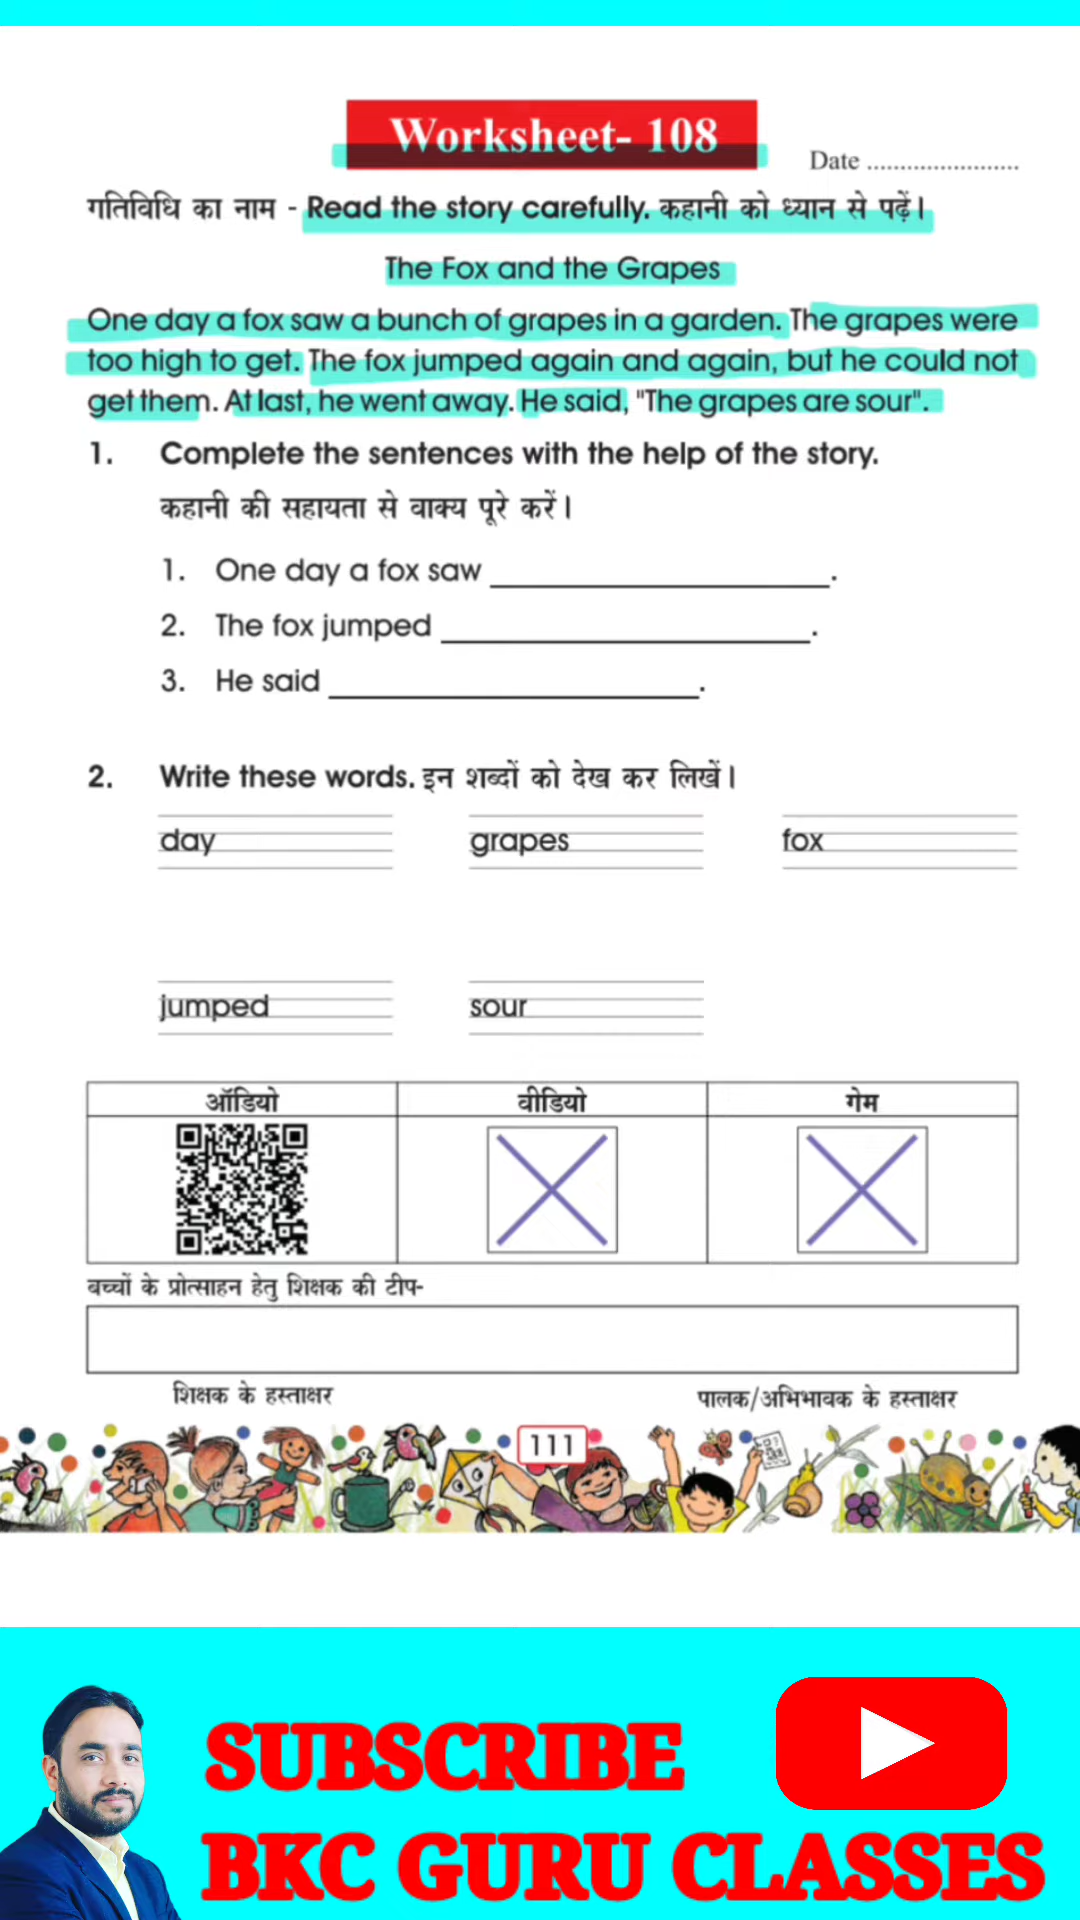 Worksheet- 108
Date .......................
गतिविधि का नाम - Read the story carefully. कहानी को ध्यान से पढ़ें।
The Fox and the Grapes
One day a fox saw a bunch of grapes in a garden. The grapes were
too high to get. The fox jumped again and again, but he could not
get them. At last, he went away. He said, "The grapes are sour".
1. Complete the sentences with the help of the story.
कहानी की सहायता से वाक्य पूरे करें।
1. One day a fox saw ____________________.
2. The fox jumped ______________________.
3. He said ______________________.
2. Write these words. इन शब्दों को देख कर लिखें।
day grapes fox
jumped sour
ऑडियो वीडियो गेम
बच्चों के प्रोत्साहन हेतु शिक्षक की टीप-
शिक्षक के हस्ताक्षर पालक/अभिभावक के हस्ताक्षर
111
SUBSCRIBE
BKC GURU CLASSES